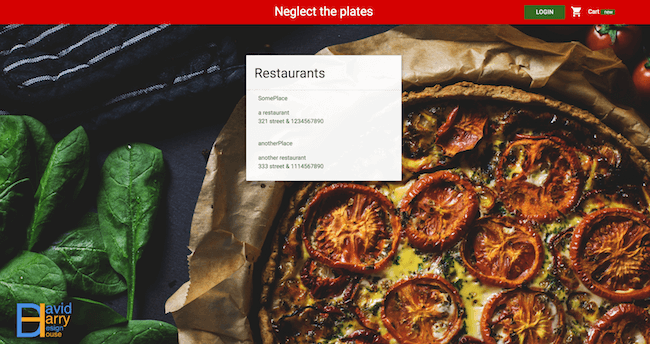 Neglect the plates
LOGIN
Cart new
Restaurants
SomePlace
a restaurant
321 street & 1234567890
anotherPlace
another restaurant
333 street & 1114567890
David
Harry
Design
House